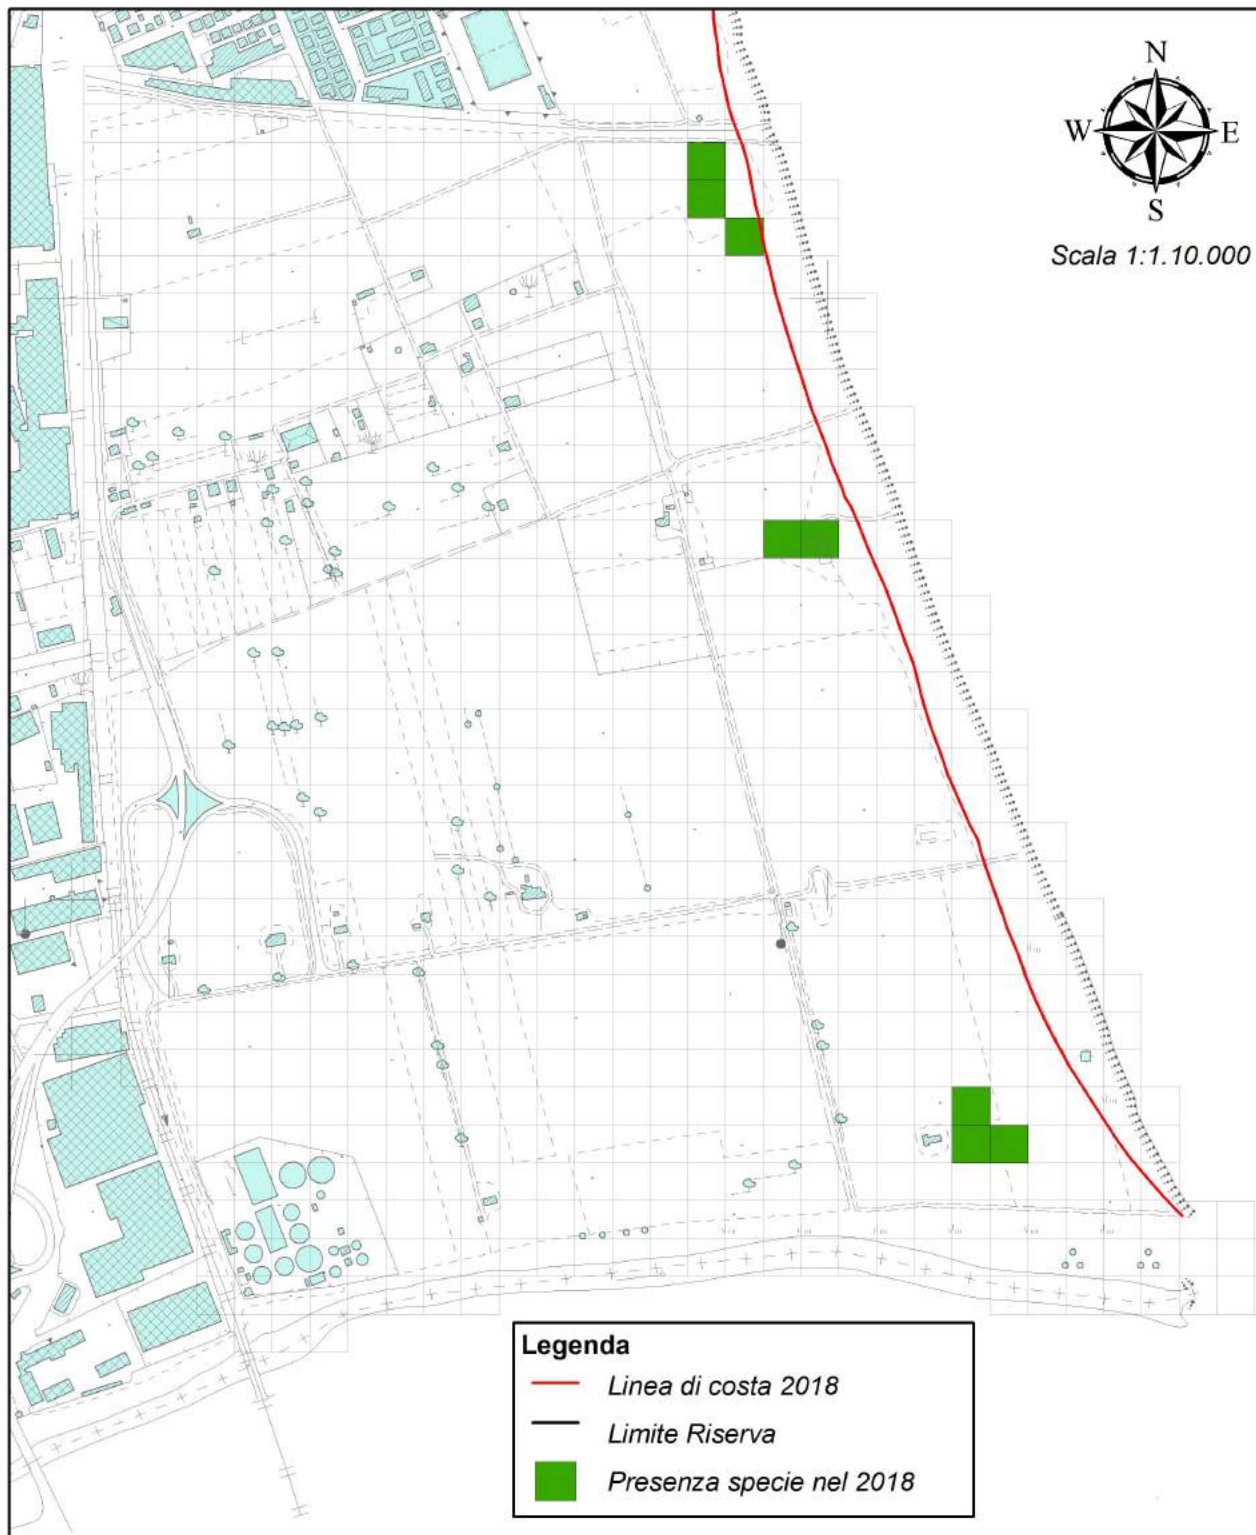 N
W E
S
Scala 1:1.10.000
Legenda
Linea di costa 2018
Limite Riserva
Presenza specie nel 2018